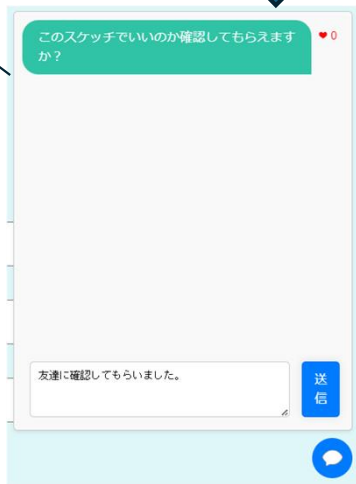 このスケッチでいいのか確認してもらえます
か？
♥ 0
友達に確認してもらいました。
送
信